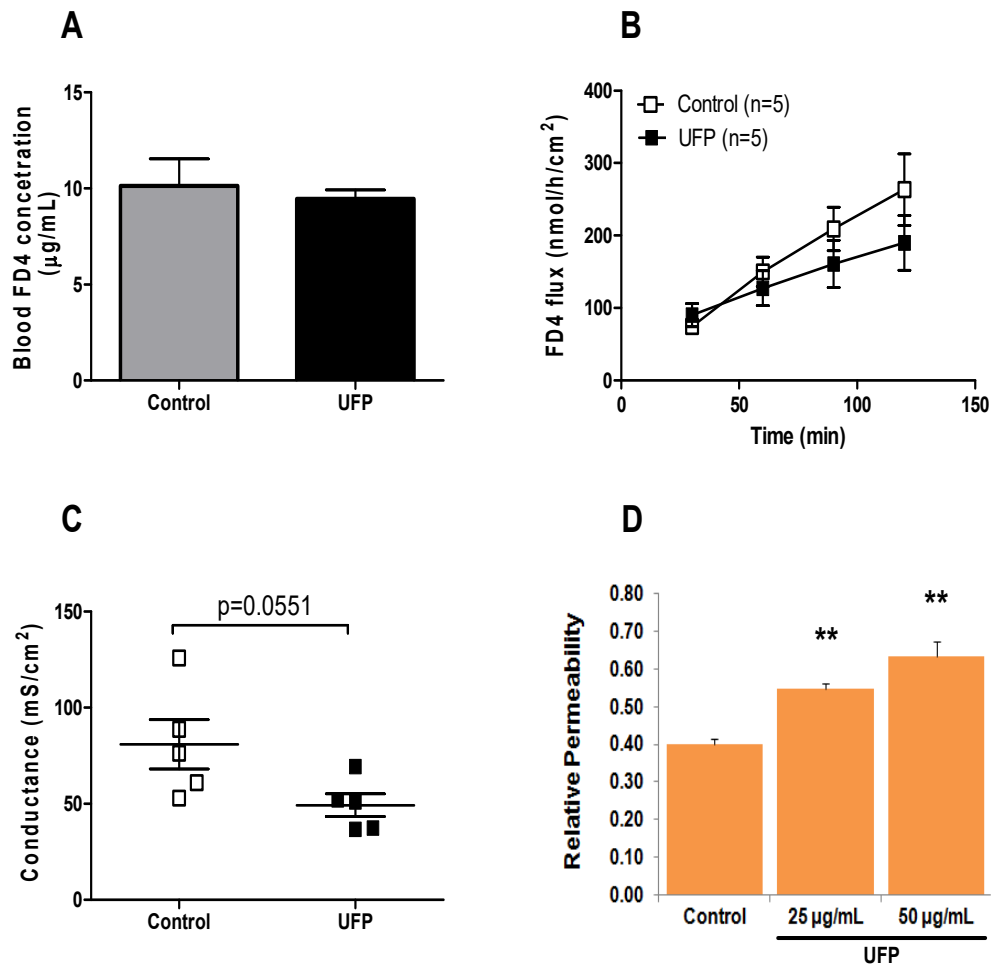 A
Blood FD4 concetration
(µg/mL)
15
10
5
0
Control
UFP
B
FD4 flux (nmol/h/cm²)
400
300
200
100
0
Control (n=5)
UFP (n=5)
0
50
100
150
Time (min)
C
Conductance (mS/cm²)
150
100
50
0
p=0.0551
Control
UFP
D
Relative Permeability
0.80
0.70
0.60
0.50
0.40
0.30
0.20
0.10
0.00
**
**
Control
25 µg/mL
50 µg/mL
UFP